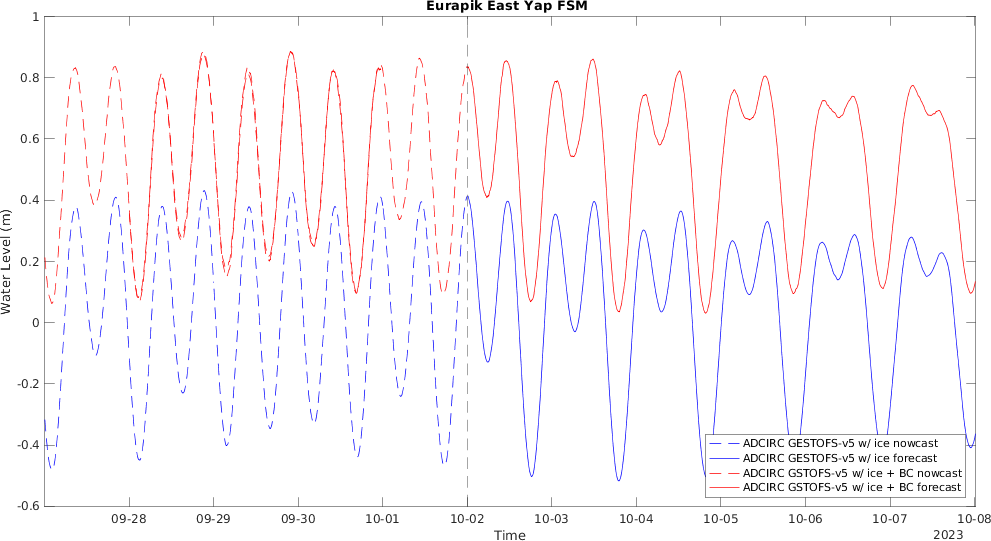 Eurapik East Yap FSM
1
0.8
0.6
0.4
0.2
0
-0.2
-0.4
-0.6
Water Level (m)
ADCIRC GESTOFS-v5 w/ ice nowcast
ADCIRC GESTOFS-v5 w/ ice forecast
ADCIRC GSTOFS-v5 w/ ice + BC nowcast
ADCIRC GSTOFS-v5 w/ ice + BC forecast
09-28 09-29 09-30 10-01 10-02 10-03 10-04 10-05 10-06 10-07 10-08
Time
2023